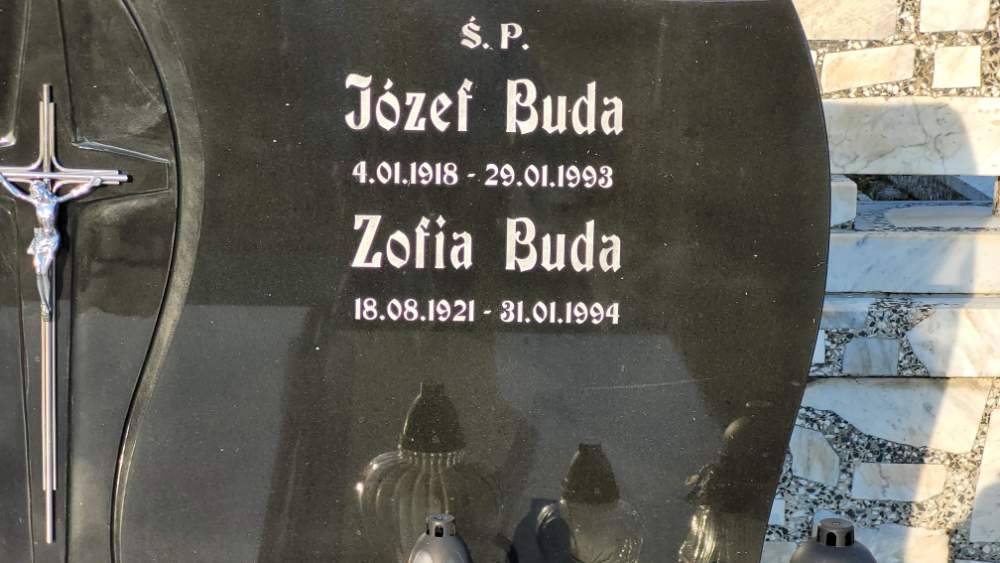 Ś. P.
Józef Buda
4.01.1918 - 29.01.1993
Zofia Buda
18.08.1921 - 31.01.1994